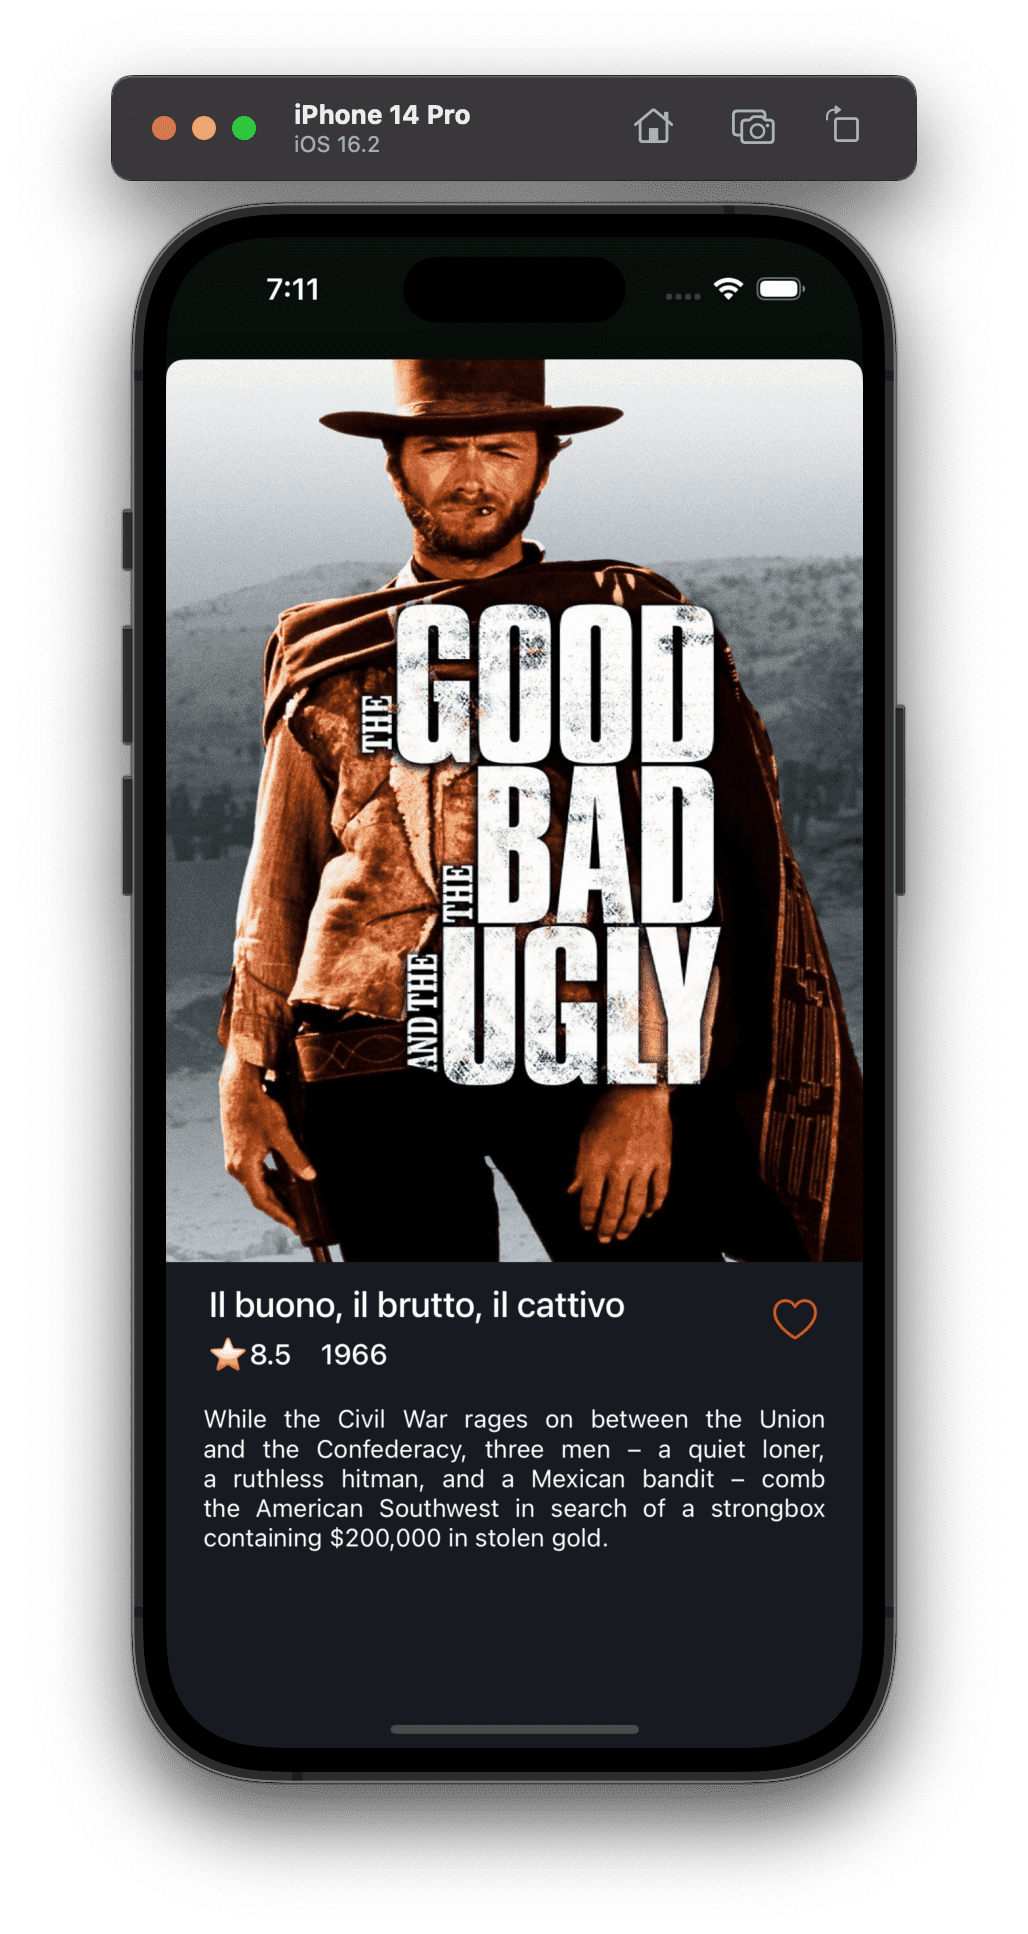 iPhone 14 Pro
iOS 16.2
7:11
THE GOOD
THE BAD
AND THE UGLY
Il buono, il brutto, il cattivo
8.5 1966
While the Civil War rages on between the Union
and the Confederacy, three men – a quiet loner,
a ruthless hitman, and a Mexican bandit – comb
the American Southwest in search of a strongbox
containing $200,000 in stolen gold.